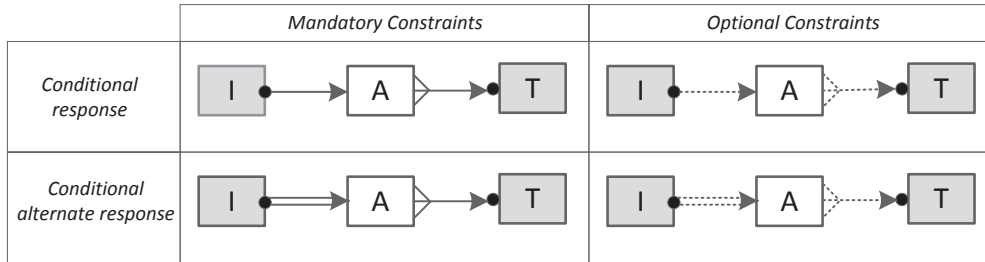 Mandatory Constraints
Optional Constraints
Conditional
response
I
A
T
I
A
T
Conditional
alternate response
I
A
T
I
A
T